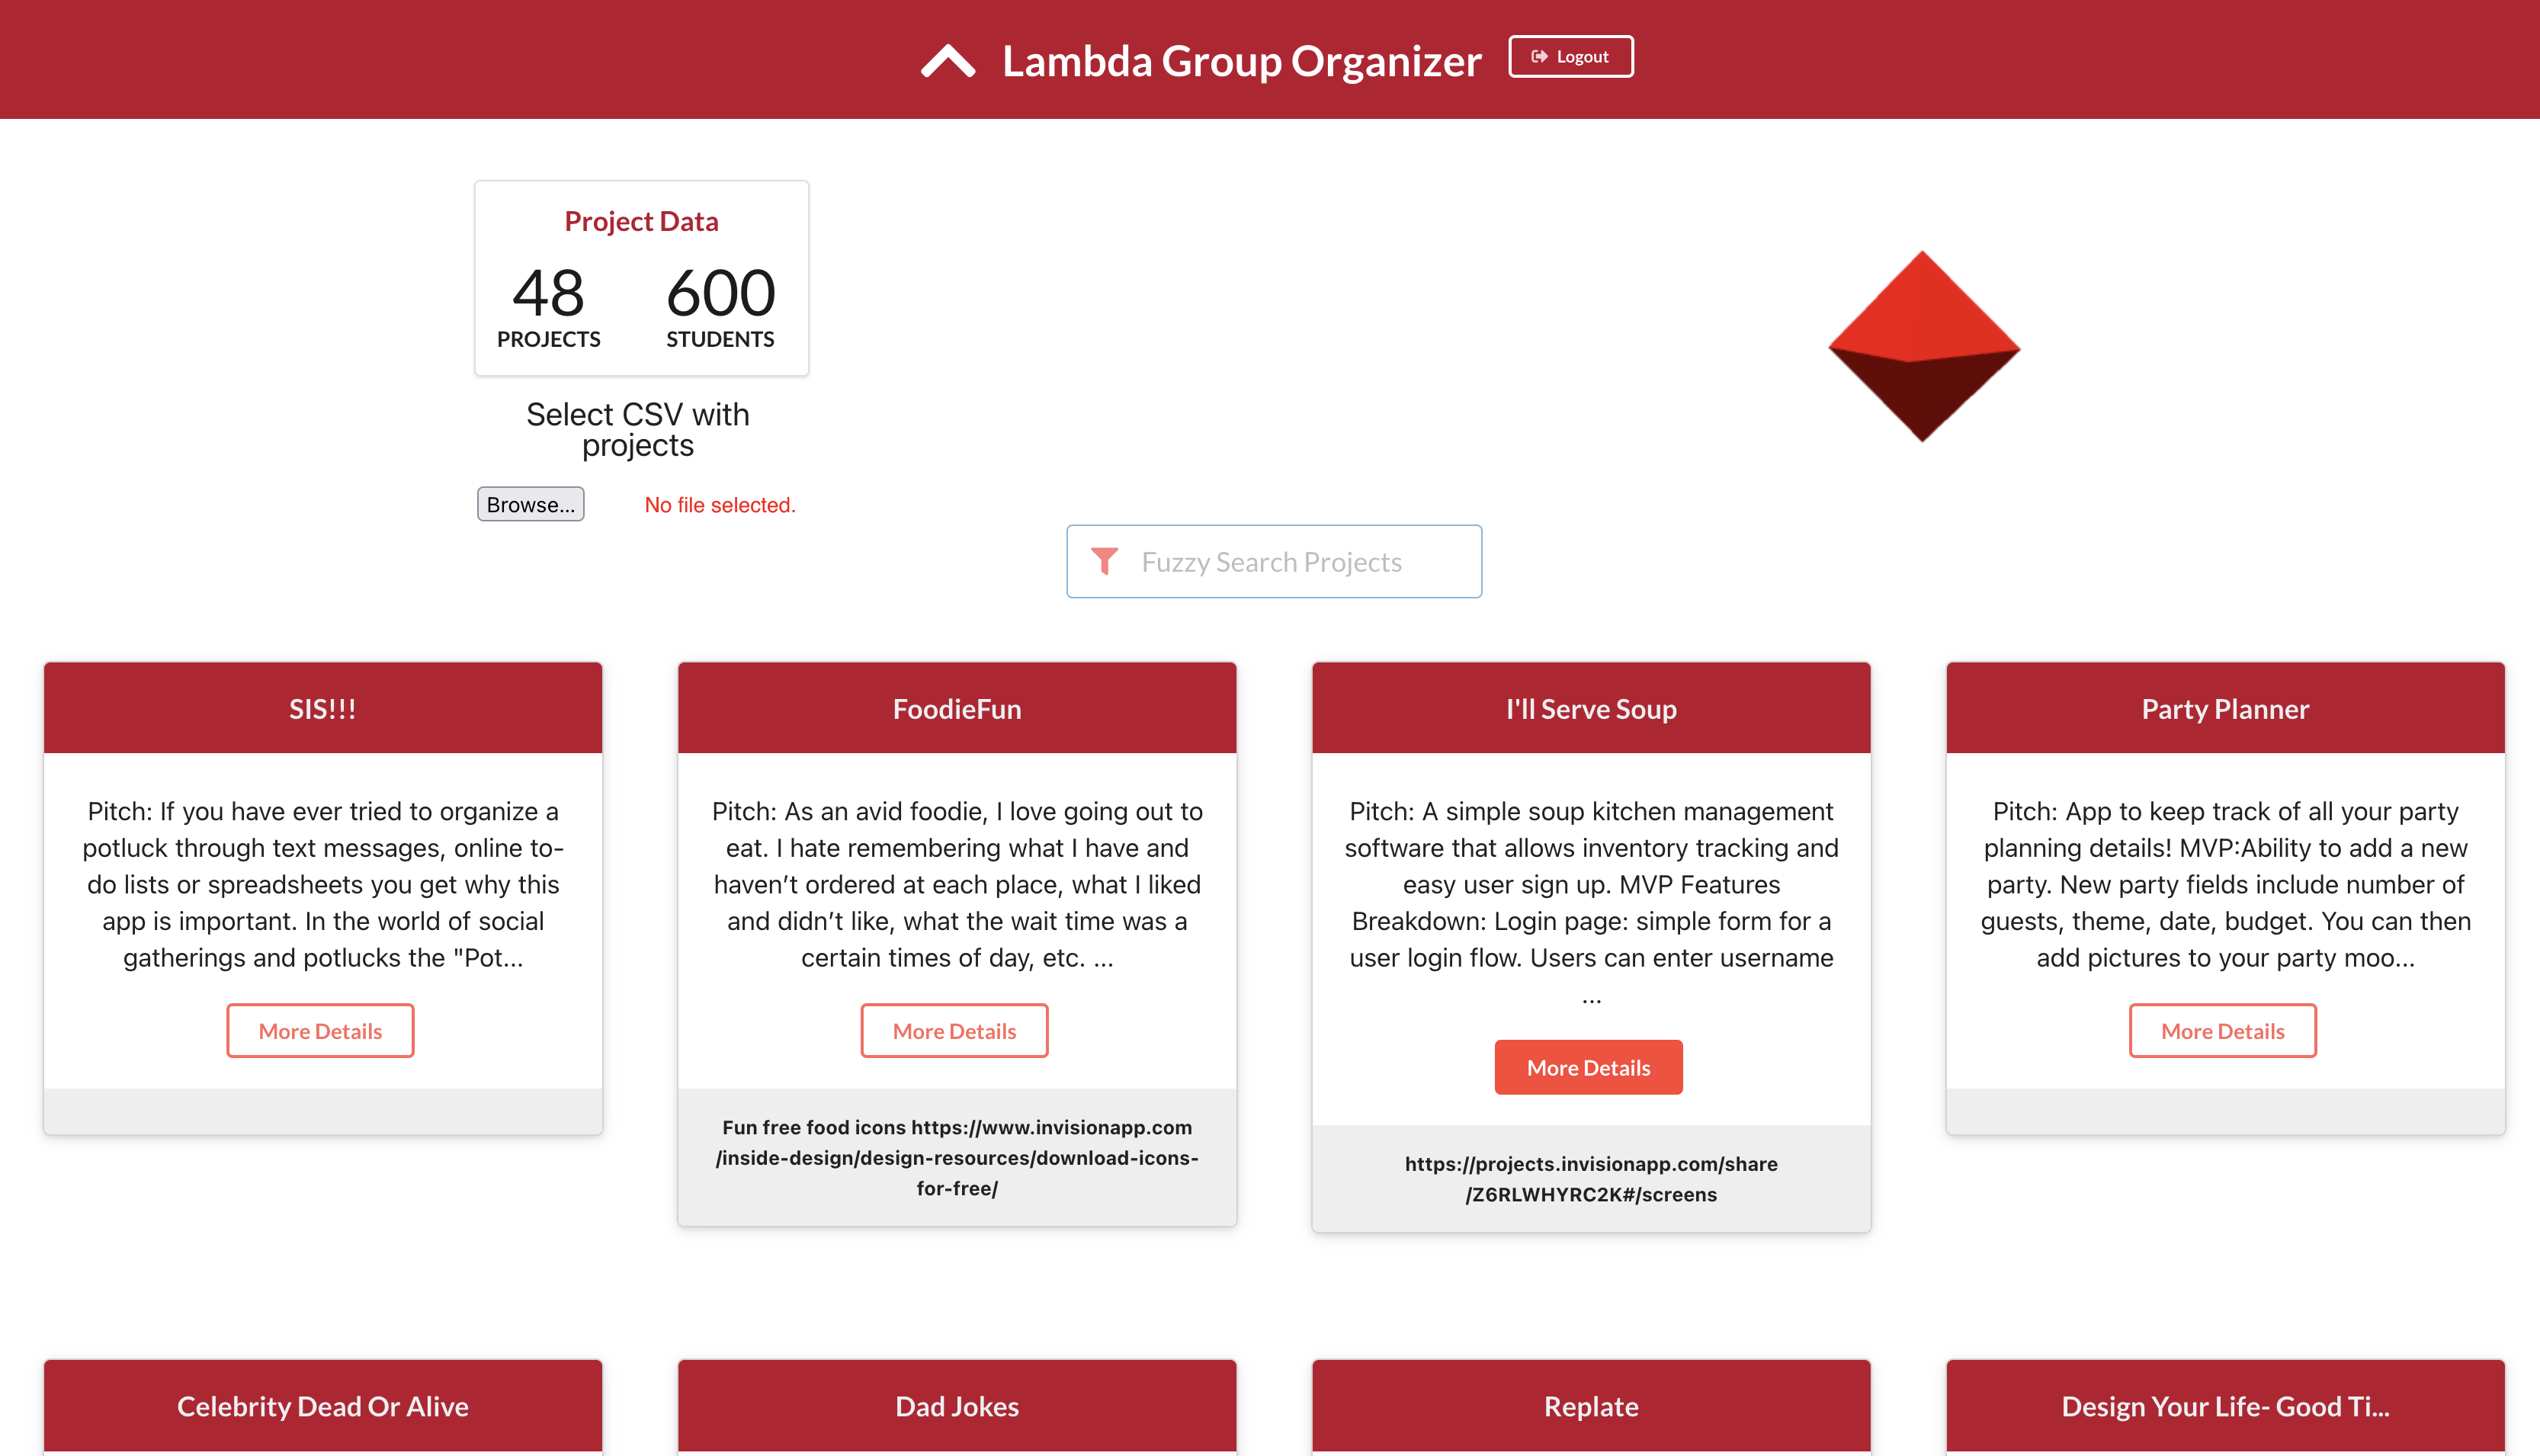 Lambda Group Organizer
Logout
Project Data
48
PROJECTS
600
STUDENTS
Select CSV with
projects
Browse...
No file selected.
Fuzzy Search Projects
SIS!!!
Pitch: If you have ever tried to organize a
potluck through text messages, online to-
do lists or spreadsheets you get why this
app is important. In the world of social
gatherings and potlucks the "Pot...
More Details
FoodieFun
Pitch: As an avid foodie, I love going out to
eat. I hate remembering what I have and
haven’t ordered at each place, what I liked
and didn’t like, what the wait time was a
certain times of day, etc. ...
More Details
Fun free food icons https://www.invisionapp.com
/inside-design/design-resources/download-icons-
for-free/
I'll Serve Soup
Pitch: A simple soup kitchen management
software that allows inventory tracking and
easy user sign up. MVP Features
Breakdown: Login page: simple form for a
user login flow. Users can enter username
...
More Details
https://projects.invisionapp.com/share
/Z6RLWHYRC2K#/screens
Party Planner
Pitch: App to keep track of all your party
planning details! MVP:Ability to add a new
party. New party fields include number of
guests, theme, date, budget. You can then
add pictures to your party moo...
More Details
Celebrity Dead Or Alive
Dad Jokes
Replate
Design Your Life- Good Ti...